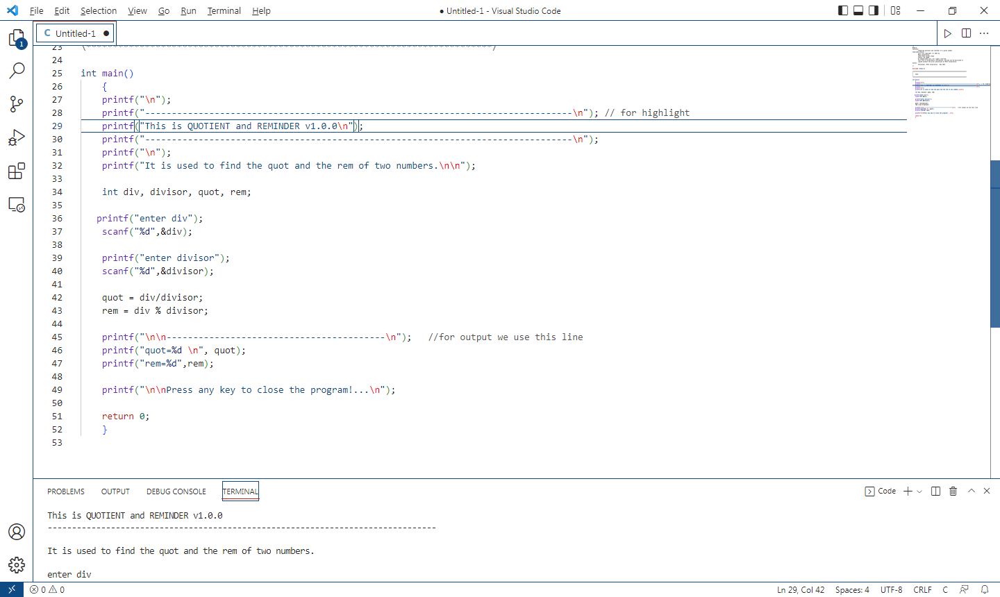 File Edit Selection View Go Run Terminal Help
● Untitled-1 - Visual Studio Code
1
C Untitled-1 ●
23
24
25 int main()
26 {
27 printf("\n");
28 printf("--------------------------------------------------------------------------------\n"); // for highlight
29 printf("This is QUOTIENT and REMINDER v1.0.0\n");
30 printf("--------------------------------------------------------------------------------\n");
31 printf("\n");
32 printf("It is used to find the quot and the rem of two numbers.\n\n");
33
34 int div, divisor, quot, rem;
35
36 printf("enter div");
37 scanf("%d",&div);
38
39 printf("enter divisor");
40 scanf("%d",&divisor);
41
42 quot = div/divisor;
43 rem = div % divisor;
44
45 printf("\n\n-----------------------------------------\n"); //for output we use this line
46 printf("quot=%d \n", quot);
47 printf("rem=%d",rem);
48
49 printf("\n\nPress any key to close the program!...\n");
50
51 return 0;
52 }
53
PROBLEMS OUTPUT DEBUG CONSOLE TERMINAL
Code
This is QUOTIENT and REMINDER v1.0.0
--------------------------------------------------------------------------------
It is used to find the quot and the rem of two numbers.
enter div
0 0
Ln 29, Col 42 Spaces: 4 UTF-8 CRLF C